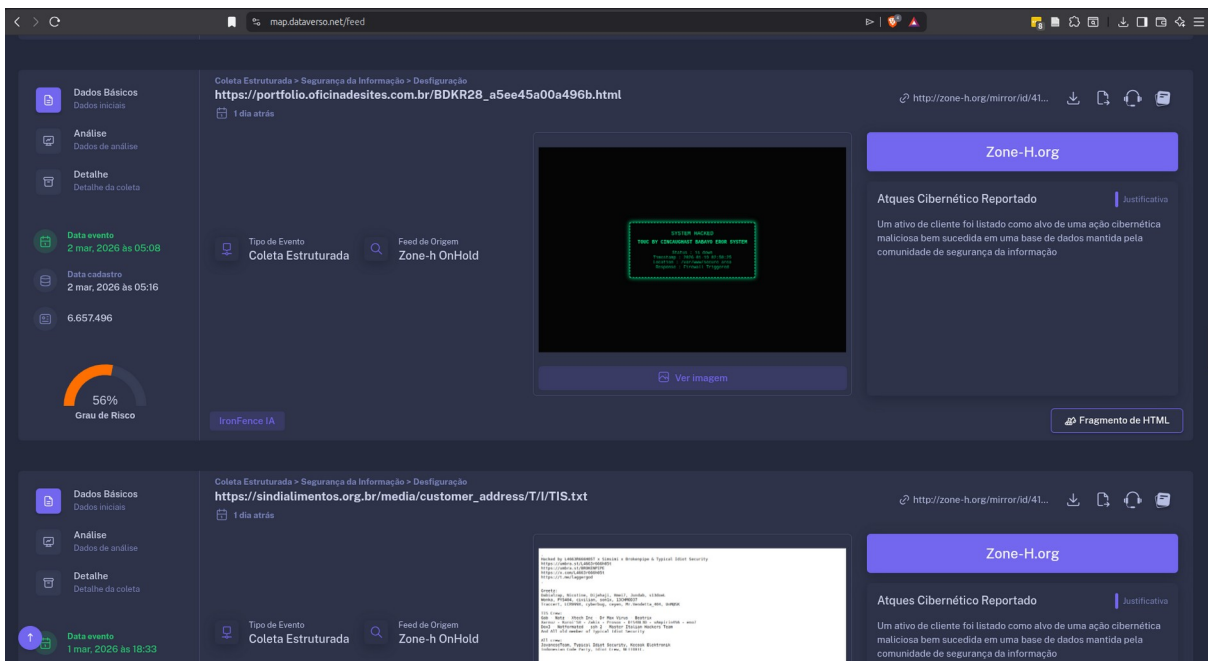 map.dataverso.net/feed
Coleta Estruturada > Segurança da Informação > Desfiguração
https://portfolio.oficinadesites.com.br/BDKR28_a5ee45a00a496b.html
1 dia atrás
http://zone-h.org/mirror/id/41...
Dados Básicos
Dados iniciais
Análise
Dados de análise
Detalhe
Detalhe da coleta
Data evento
2 mar, 2026 às 05:08
Data cadastro
2 mar, 2026 às 05:16
6.657.496
56%
Grau de Risco
Tipo de Evento
Coleta Estruturada
Feed de Origem
Zone-h OnHold
IronFence IA
SYSTEM HACKED
Ver imagem
Zone-H.org
Atques Cibernético Reportado
Justificativa
Um ativo de cliente foi listado como alvo de uma ação cibernética
maliciosa bem sucedida em uma base de dados mantida pela
comunidade de segurança da informação
Fragmento de HTML
Coleta Estruturada > Segurança da Informação > Desfiguração
https://sindialimentos.org.br/media/customer_address/T/I/TIS.txt
1 dia atrás
http://zone-h.org/mirror/id/41...
Dados Básicos
Dados iniciais
Análise
Dados de análise
Detalhe
Detalhe da coleta
Data evento
1 mar, 2026 às 18:33
Tipo de Evento
Coleta Estruturada
Feed de Origem
Zone-h OnHold
Zone-H.org
Atques Cibernético Reportado
Justificativa
Um ativo de cliente foi listado como alvo de uma ação cibernética
maliciosa bem sucedida em uma base de dados mantida pela
comunidade de segurança da informação